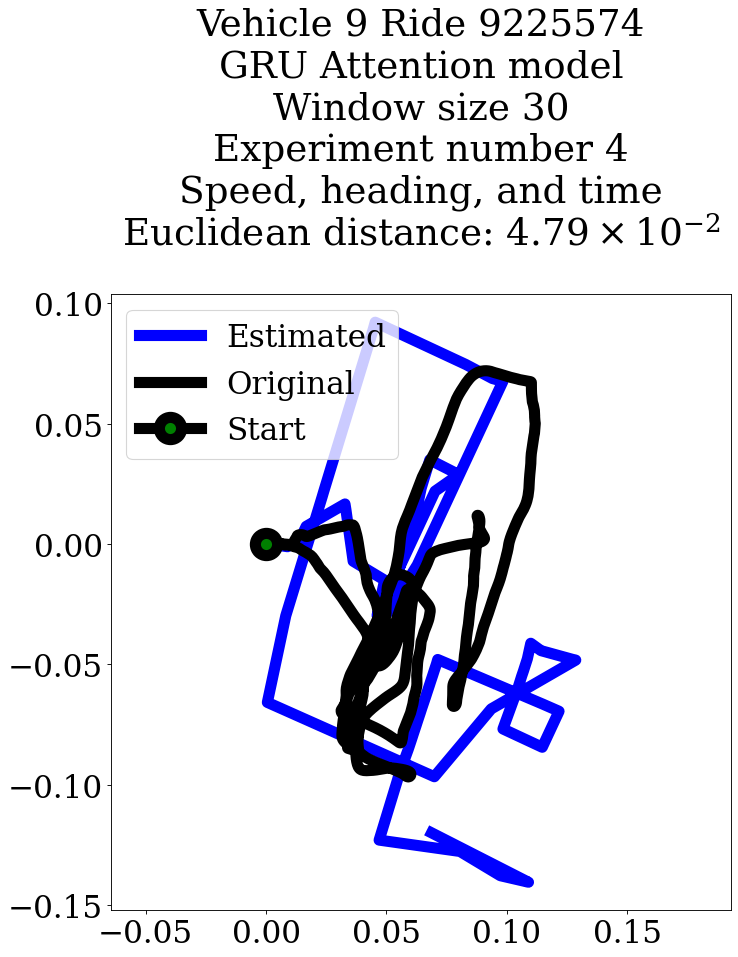 Vehicle 9 Ride 9225574
GRU Attention model
Window size 30
Experiment number 4
Speed, heading, and time
Euclidean distance: 4.79 × 10⁻²
Estimated
Original
Start
0.10
0.05
0.00
−0.05
−0.10
−0.15
−0.05 0.00 0.05 0.10 0.15